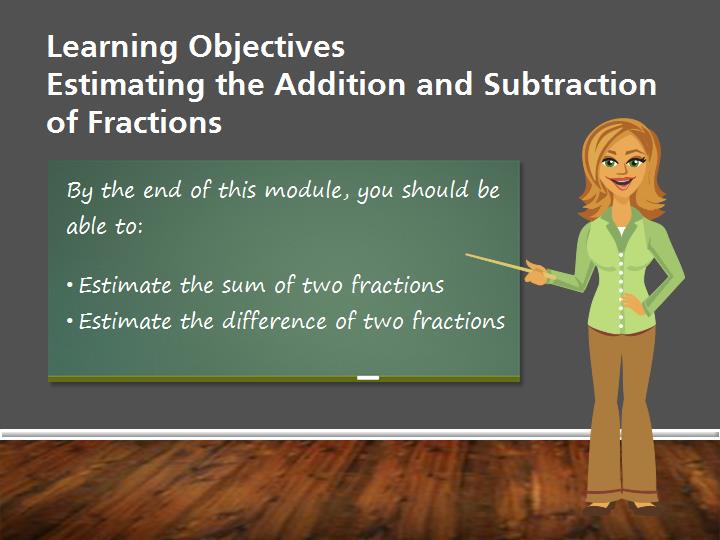 Learning Objectives
Estimating the Addition and Subtraction
of Fractions
By the end of this module, you should be
able to:
• Estimate the sum of two fractions
• Estimate the difference of two fractions